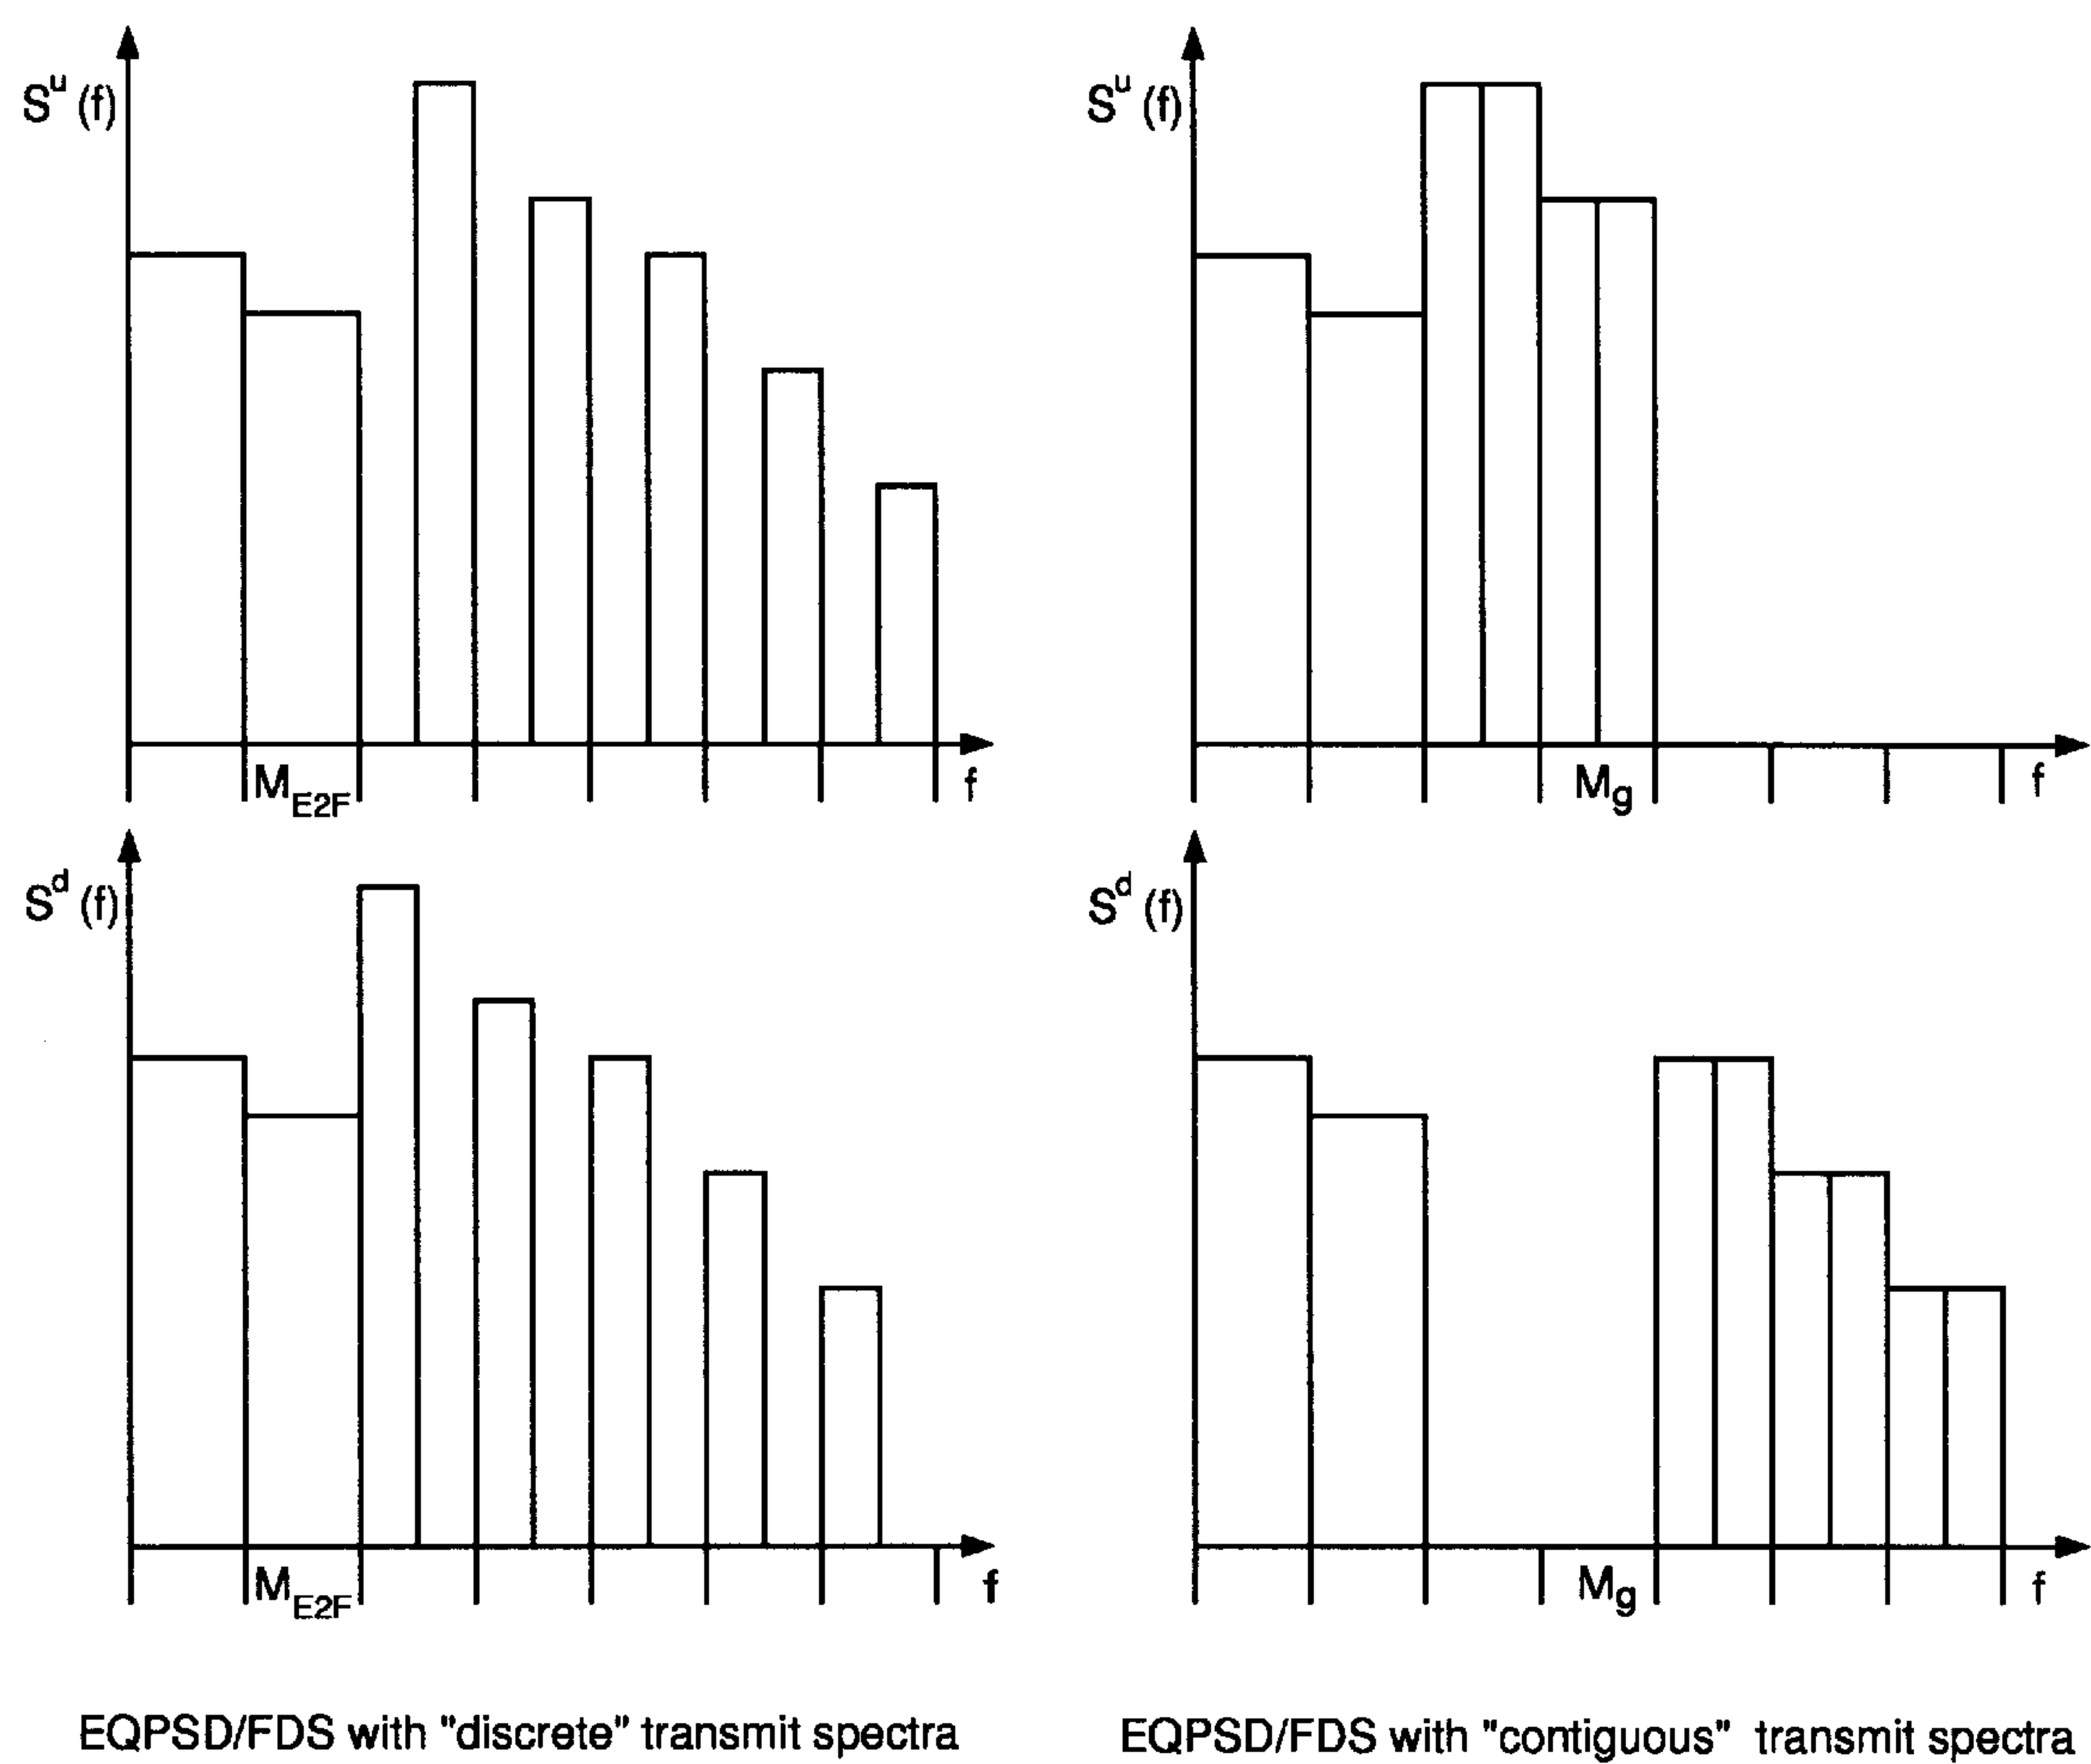 S^u (f)
M_E2F
f
S^u (f)
M_g
f
S^d (f)
M_E2F
f
S^d (f)
M_g
f
EQPSD/FDS with "discrete" transmit spectra
EQPSD/FDS with "contiguous" transmit spectra